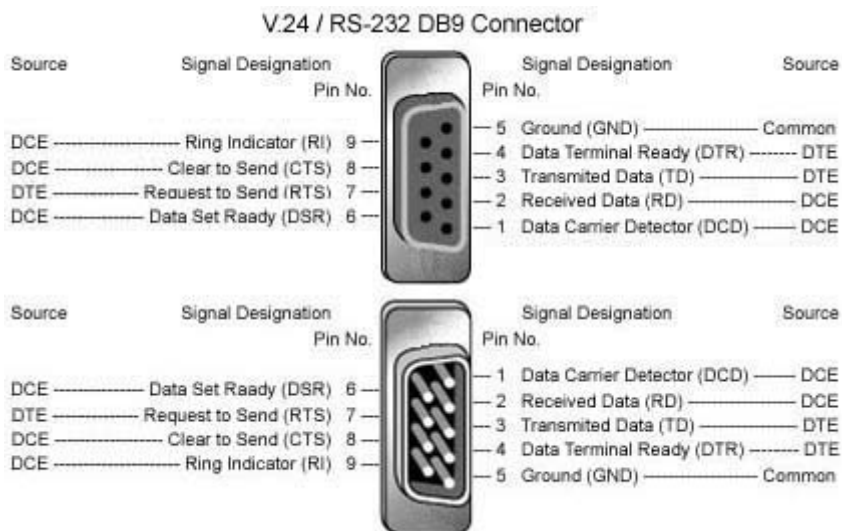 V.24 / RS-232 DB9 Connector
Source Signal Designation Signal Designation Source
Pin No. Pin No.
5 Ground (GND) Common
DCE Ring Indicator (RI) 9 4 Data Terminal Ready (DTR) DTE
DCE Clear to Send (CTS) 8 3 Transmited Data (TD) DTE
DTE Request to Send (RTS) 7 2 Received Data (RD) DCE
DCE Data Set Raady (DSR) 6 1 Data Carrier Detector (DCD) DCE
Source Signal Designation Signal Designation Source
Pin No. Pin No.
1 Data Carrier Detector (DCD) DCE
DCE Data Set Raady (DSR) 6 2 Received Data (RD) DCE
DTE Request to Send (RTS) 7 3 Transmited Data (TD) DTE
DCE Clear to Send (CTS) 8 4 Data Terminal Ready (DTR) DTE
DCE Ring Indicator (RI) 9 5 Ground (GND) Common